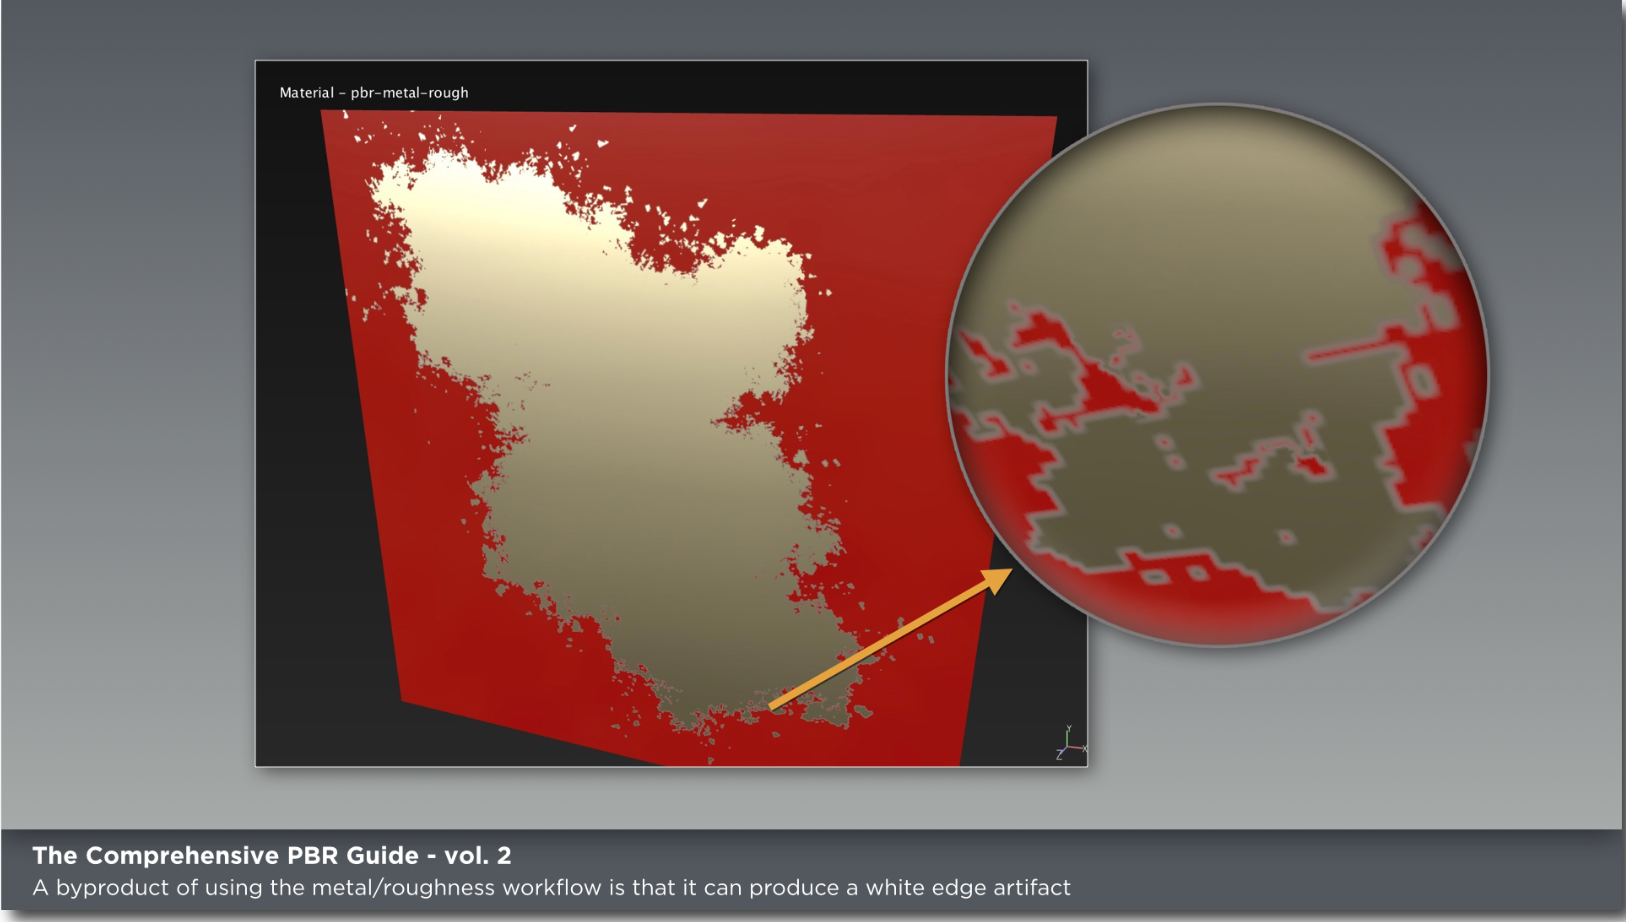 Material - pbr-metal-rough
Y
Z X
The Comprehensive PBR Guide - vol. 2
A byproduct of using the metal/roughness workflow is that it can produce a white edge artifact